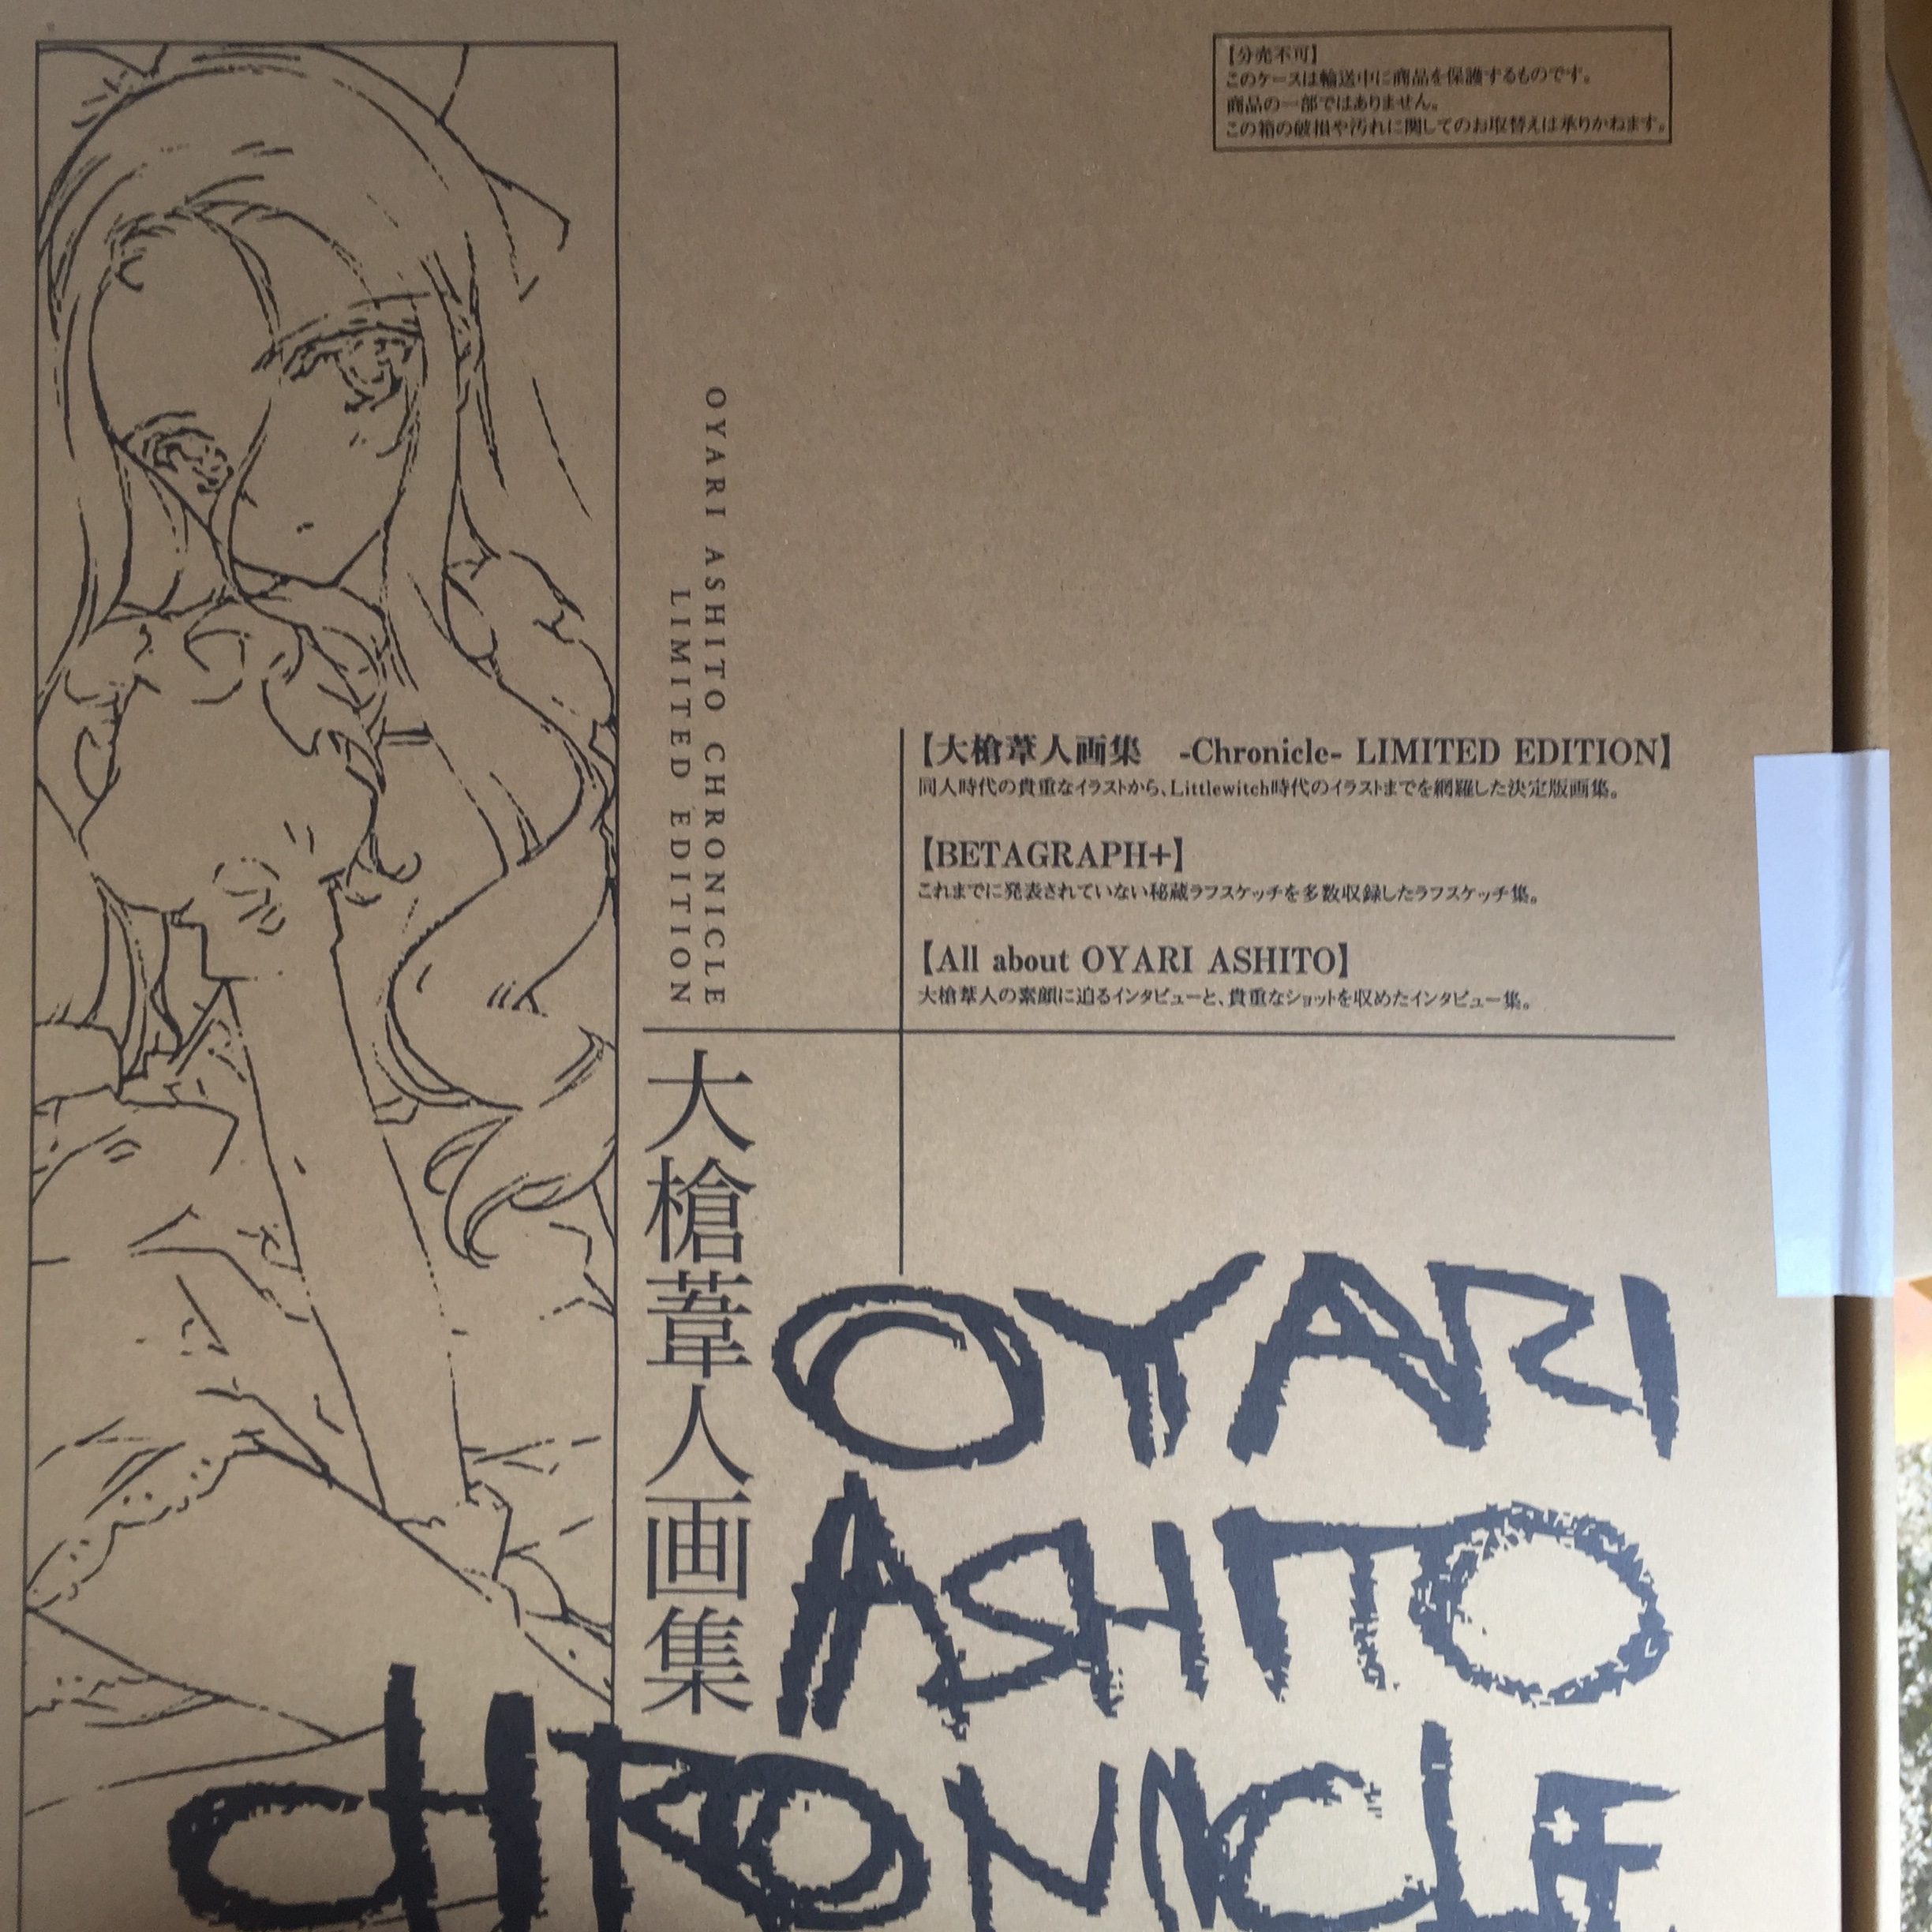 【分売不可】
このケースは輸送中に商品を保護するものです。
商品の一部ではありません。
この箱の破損や汚れに関してのお取替えは承りかねます。
OYARI ASHITO CHRONICLE
LIMITED EDITION
【大槍葦人画集　-Chronicle- LIMITED EDITION】
同人時代の貴重なイラストから、Littlewitch時代のイラストまでを網羅した決定版画集。
【BETAGRAPH+】
これまでに発表されていない秘蔵ラフスケッチを多数収録したラフスケッチ集。
【All about OYARI ASHITO】
大槍葦人の素顔に迫るインタビューと、貴重なショットを収めたインタビュー集。
大槍葦人画集
OYARI
ASHITO
CHRONICLE